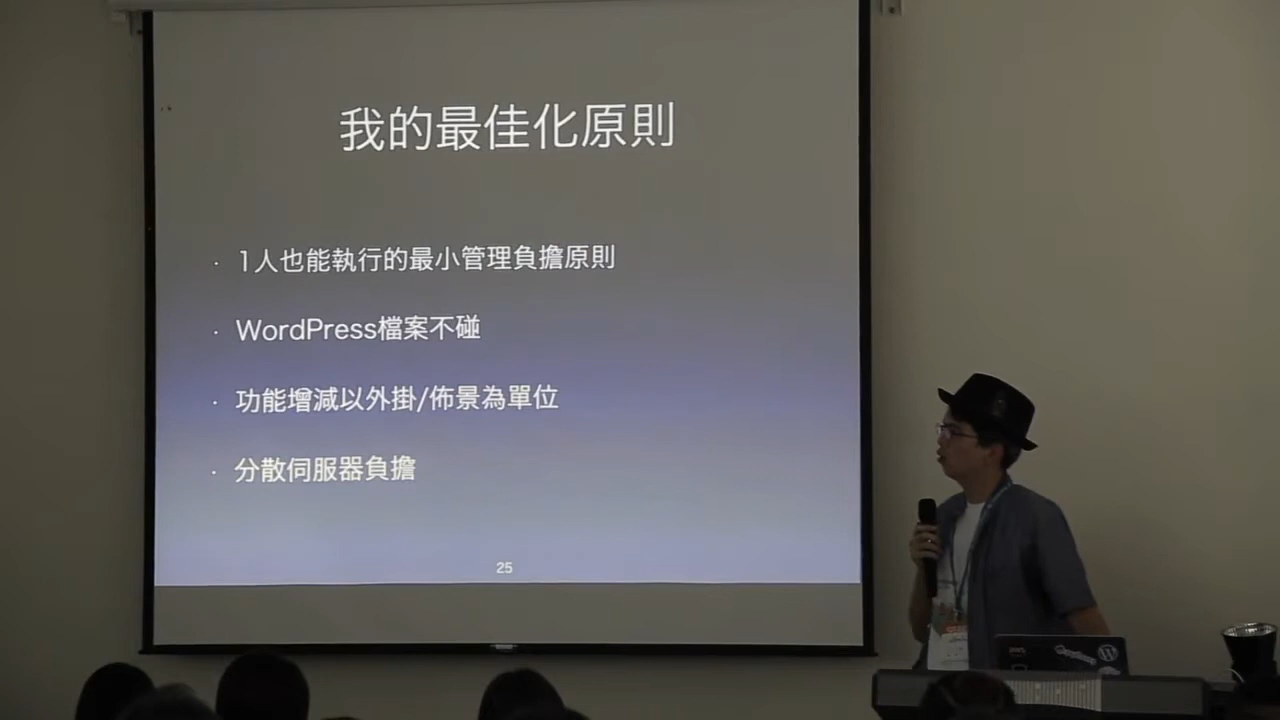 我的最佳化原則
· 1人也能執行的最小管理負擔原則
· WordPress檔案不碰
· 功能增減以外掛/佈景為單位
· 分散伺服器負擔
25